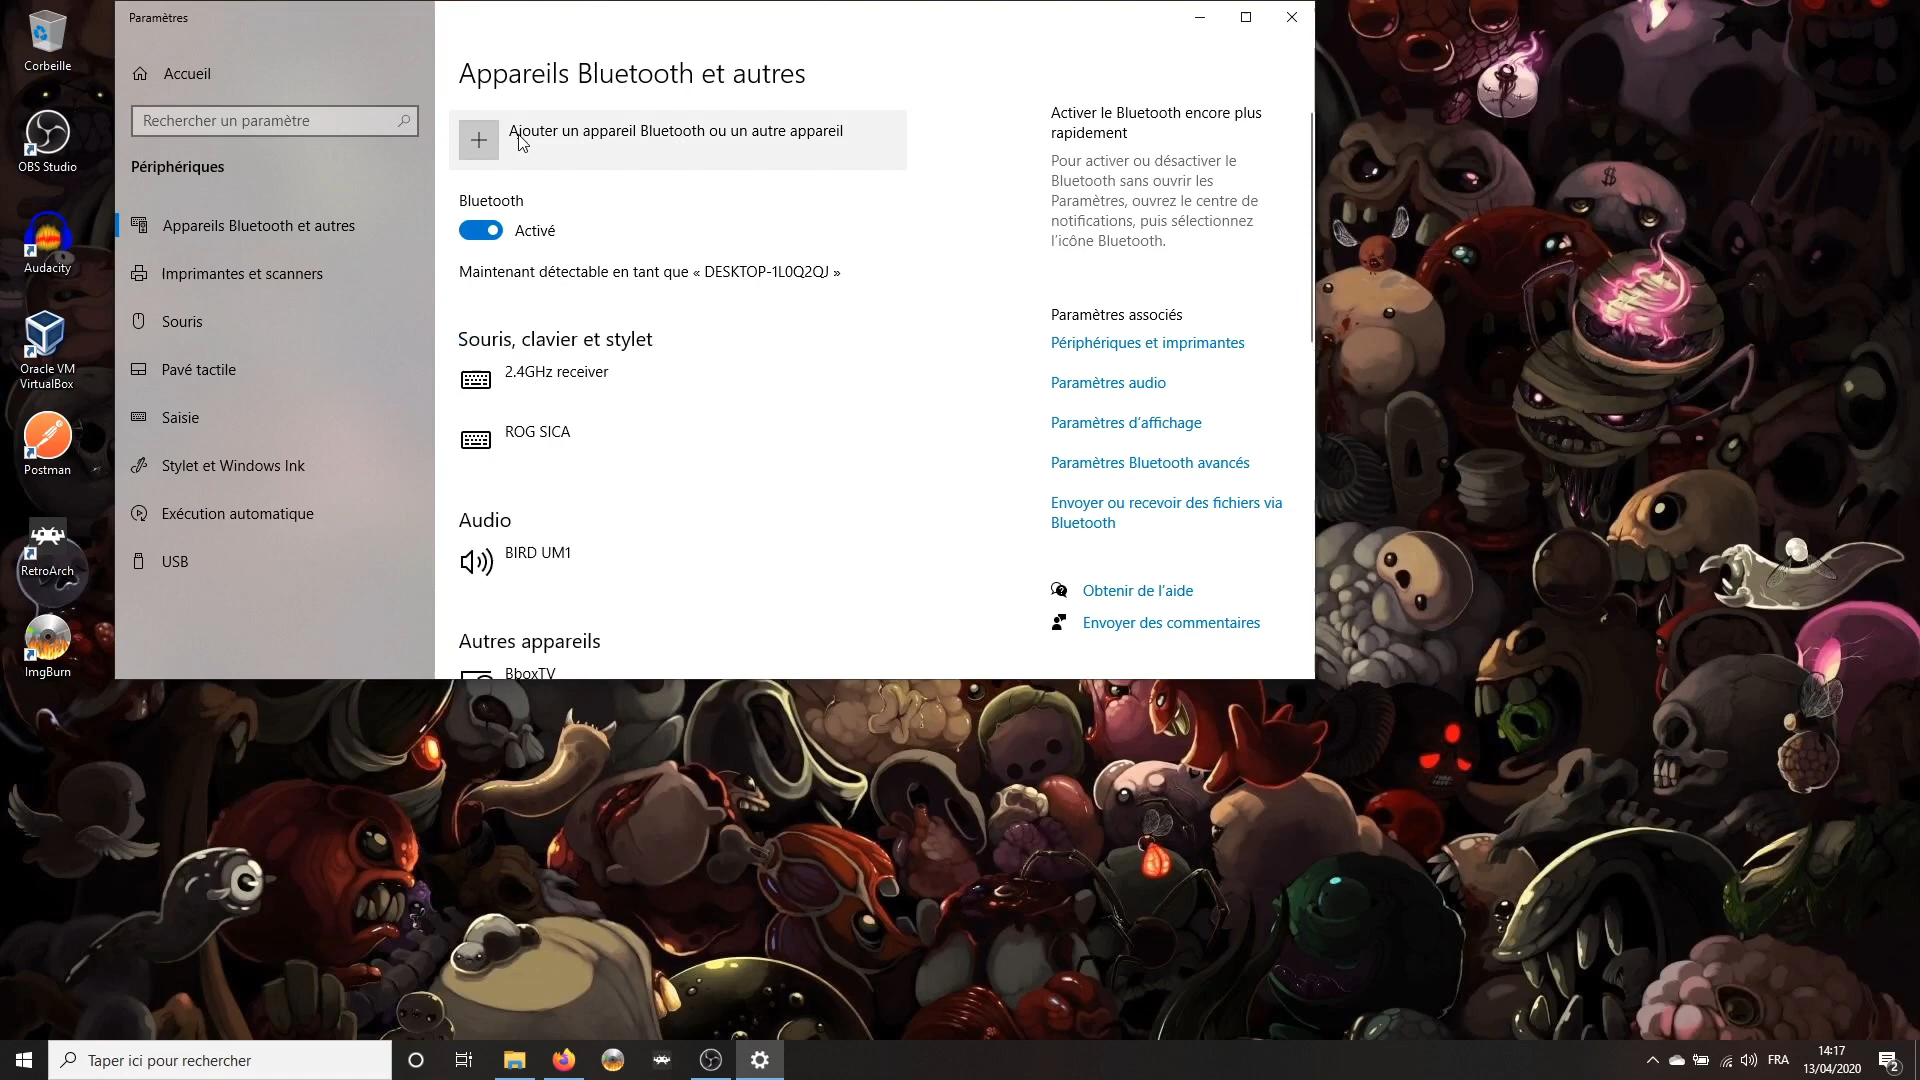 Corbeille
OBS Studio
Audacity
Oracle VM
VirtualBox
Postman
RetroArch
ImgBurn
Paramètres
Accueil
Rechercher un paramètre
Périphériques
Appareils Bluetooth et autres
Imprimantes et scanners
Souris
Pavé tactile
Saisie
Stylet et Windows Ink
Exécution automatique
USB
Appareils Bluetooth et autres
Ajouter un appareil Bluetooth ou un autre appareil
Bluetooth
Activé
Maintenant détectable en tant que « DESKTOP-1L0Q2QJ »
Souris, clavier et stylet
2.4GHz receiver
ROG SICA
Audio
BIRD UM1
Autres appareils
BboxTV
Activer le Bluetooth encore plus
rapidement
Pour activer ou désactiver le
Bluetooth sans ouvrir les
Paramètres, ouvrez le centre de
notifications, puis sélectionnez
l’icône Bluetooth.
Paramètres associés
Périphériques et imprimantes
Paramètres audio
Paramètres d’affichage
Paramètres Bluetooth avancés
Envoyer ou recevoir des fichiers via
Bluetooth
Obtenir de l’aide
Envoyer des commentaires
$
Taper ici pour rechercher
FRA
14:17
13/04/2020
2